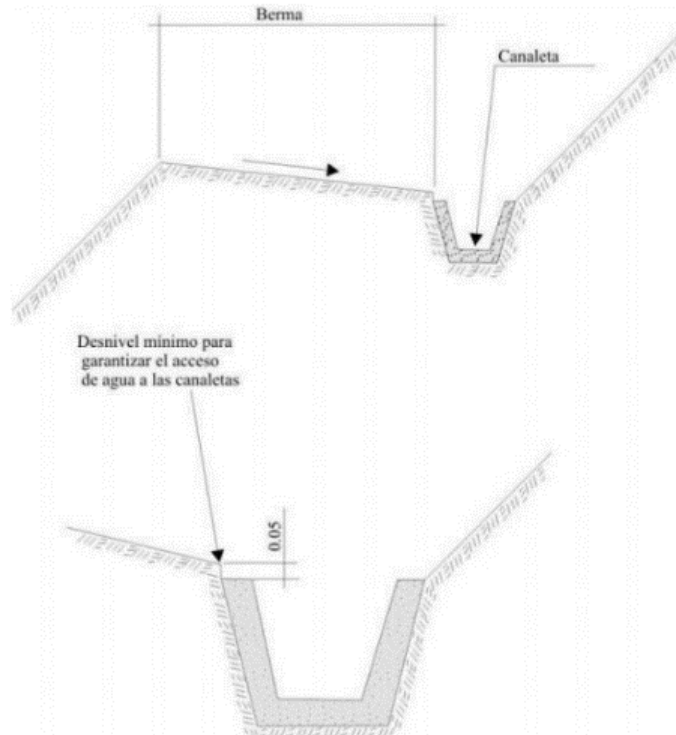 Berma
Canaleta
Desnivel mínimo para
garantizar el acceso
de agua a las canaletas
0.05